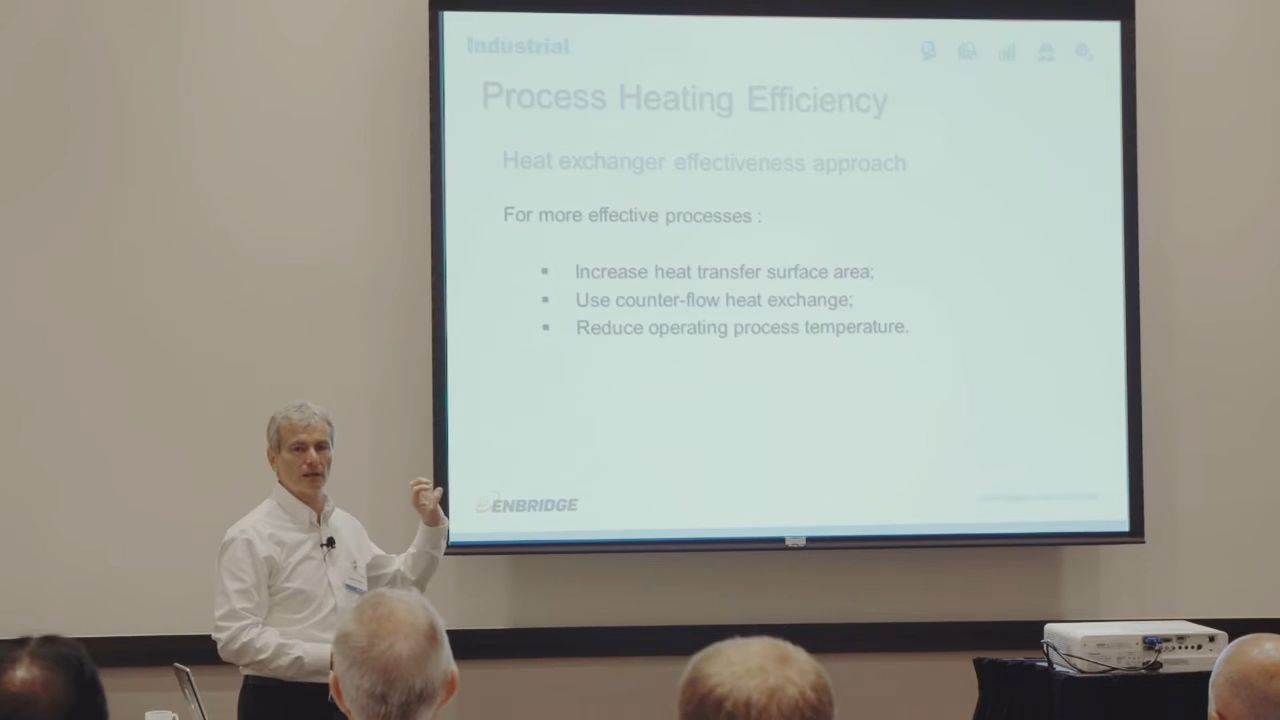 Industrial
Process Heating Efficiency
Heat exchanger effectiveness approach
For more effective processes :
▪ Increase heat transfer surface area;
▪ Use counter-flow heat exchange;
▪ Reduce operating process temperature.
ENBRIDGE